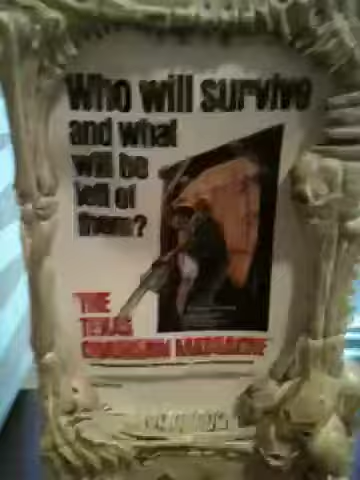 Who will survive
and what
will be
left of
them?
THE
TEXAS
CHAINSAW MASSACRE